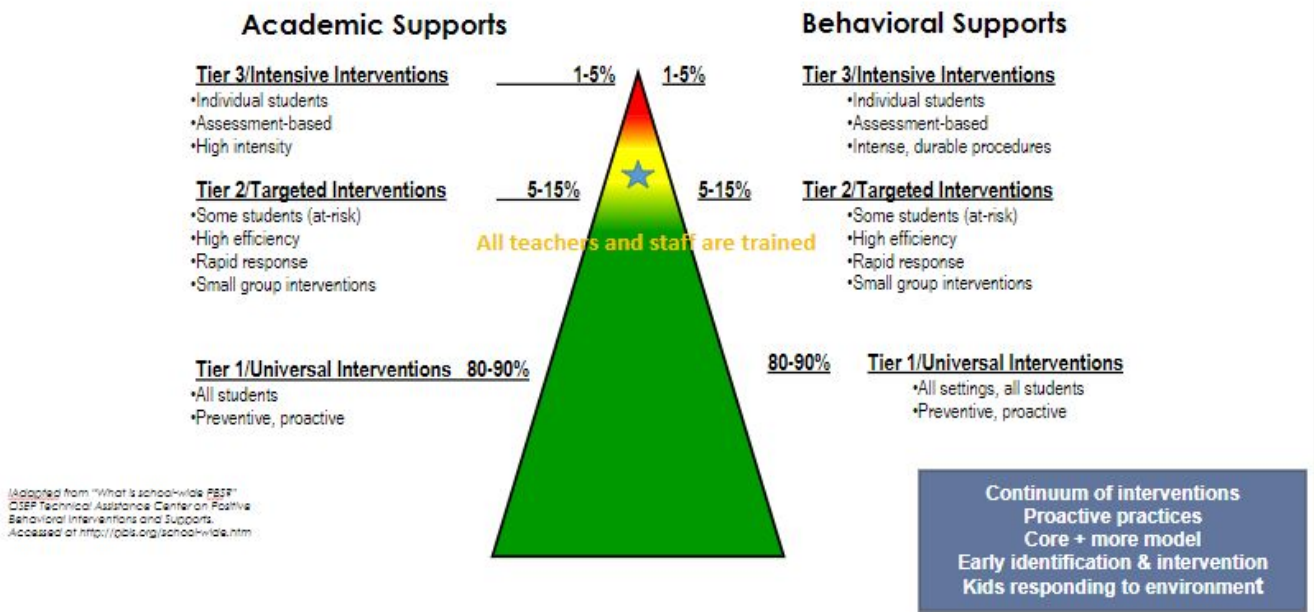 Academic Supports
Tier 3/Intensive Interventions 1-5%
•Individual students
•Assessment-based
•High intensity
Tier 2/Targeted Interventions 5-15%
•Some students (at-risk)
•High efficiency
•Rapid response
•Small group interventions
Tier 1/Universal Interventions 80-90%
•All students
•Preventive, proactive
Behavioral Supports
1-5% Tier 3/Intensive Interventions
•Individual students
•Assessment-based
•Intense, durable procedures
5-15% Tier 2/Targeted Interventions
•Some students (at-risk)
•High efficiency
•Rapid response
•Small group interventions
80-90% Tier 1/Universal Interventions
•All settings, all students
•Preventive, proactive
All teachers and staff are trained
Adapted from "What is school-wide
OSEP Technical Assistance Center on Positive
Behavioral Interventions and Supports.
Accessed at http://pbis.org/school-wide.htm
Continuum of interventions
Proactive practices
Core + more model
Early identification & intervention
Kids responding to environment